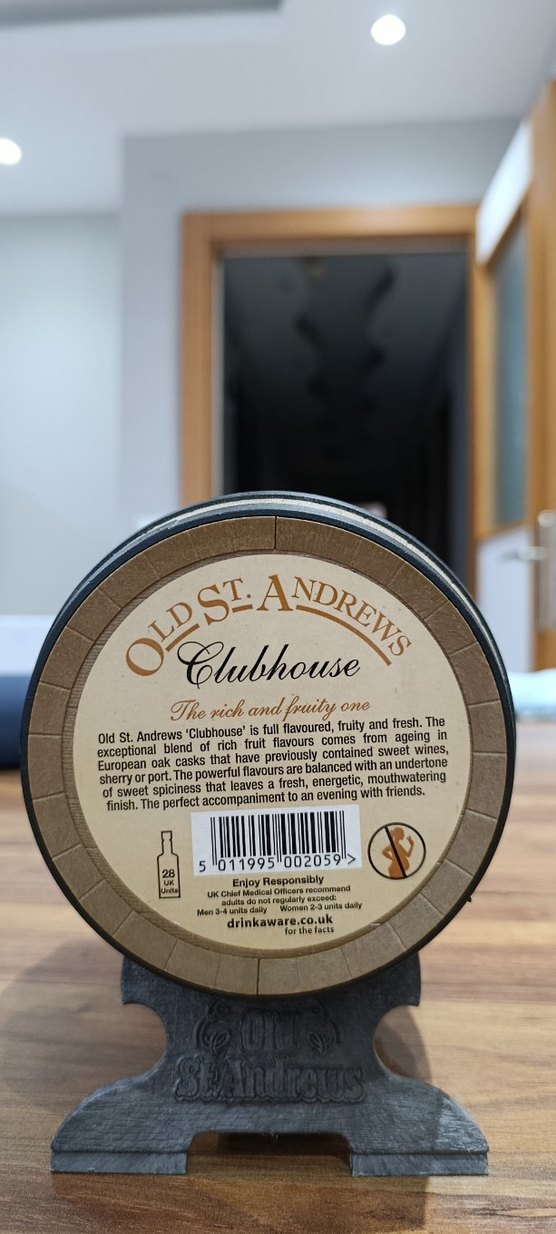 OLD ST. ANDREWS
Clubhouse
The rich and fruity one
Old St. Andrews 'Clubhouse' is full flavoured, fruity and fresh. The
exceptional blend of rich fruit flavours comes from ageing in
European oak casks that have previously contained sweet wines,
sherry or port. The powerful flavours are balanced with an undertone
of sweet spiciness that leaves a fresh, energetic, mouthwatering
finish. The perfect accompaniment to an evening with friends.
28
UK
Units
5 011995 002059 >
Enjoy Responsibly
UK Chief Medical Officers recommend
adults do not regularly exceed:
Men 3-4 units daily Women 2-3 units daily
drinkaware.co.uk
for the facts
Old
St. Andrews